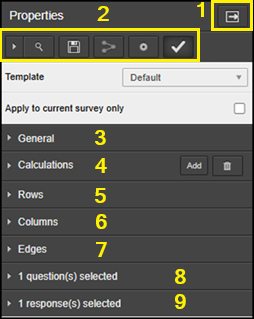 Properties 2 1
Template Default
Apply to current survey only
General 3
Calculations 4 Add
Rows 5
Columns 6
Edges 7
1 question(s) selected 8
1 response(s) selected 9